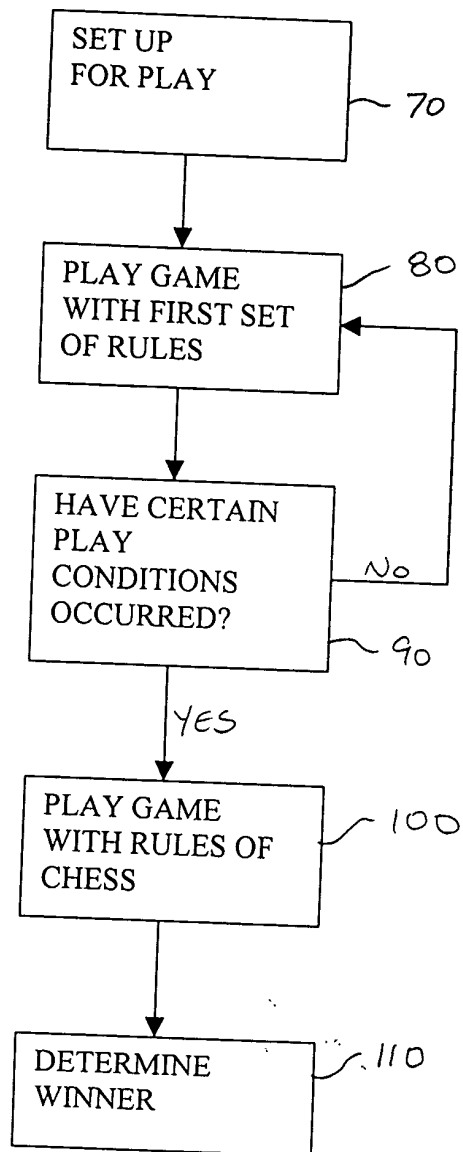 SET UP
FOR PLAY
70
PLAY GAME
WITH FIRST SET
OF RULES
80
HAVE CERTAIN
PLAY
CONDITIONS
OCCURRED?
NO
90
YES
PLAY GAME
WITH RULES OF
CHESS
100
DETERMINE
WINNER
110